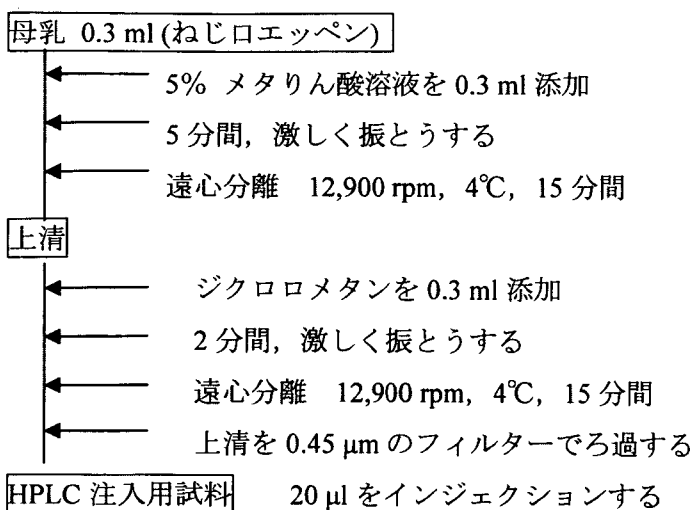 母乳 0.3 ml (ねじ口エッペン)
5% メタりん酸溶液を 0.3 ml 添加
5 分間，激しく振とうする
遠心分離 12,900 rpm，4℃，15 分間
上清
ジクロロメタンを 0.3 ml 添加
2 分間，激しく振とうする
遠心分離 12,900 rpm，4℃，15 分間
上清を 0.45 μm のフィルターでろ過する
HPLC 注入用試料 20 μl をインジェクションする